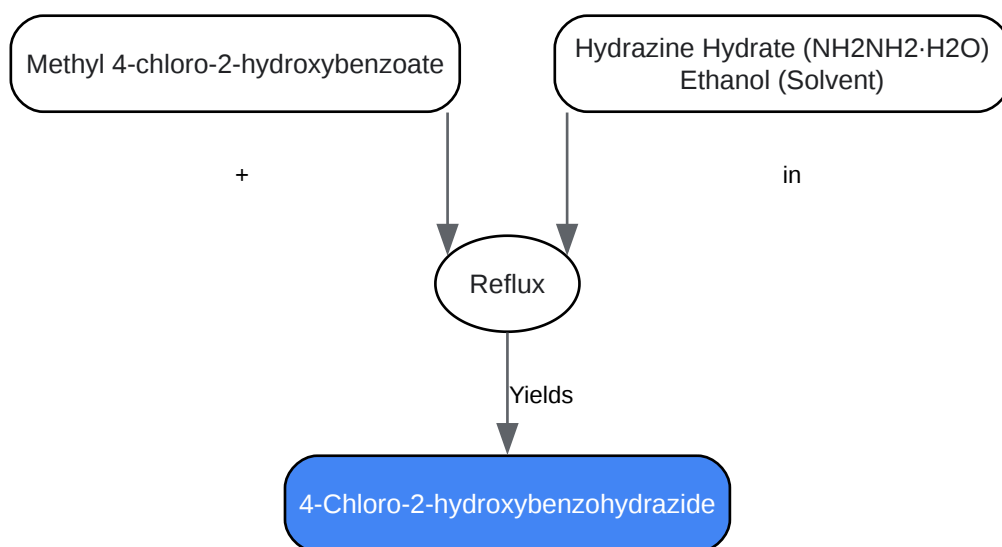 Methyl 4-chloro-2-hydroxybenzoate
Hydrazine Hydrate (NH2NH2·H2O)
Ethanol (Solvent)
+
in
Reflux
Yields
4-Chloro-2-hydroxybenzohydrazide